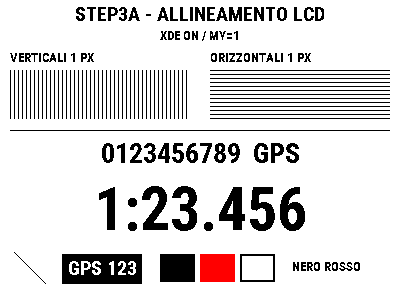 STEP3A - ALLINEAMENTO LCD
XDE ON / MY=1
VERTICALI 1 PX ORIZZONTALI 1 PX
0123456789 GPS
1:23.456
GPS 123 NERO ROSSO